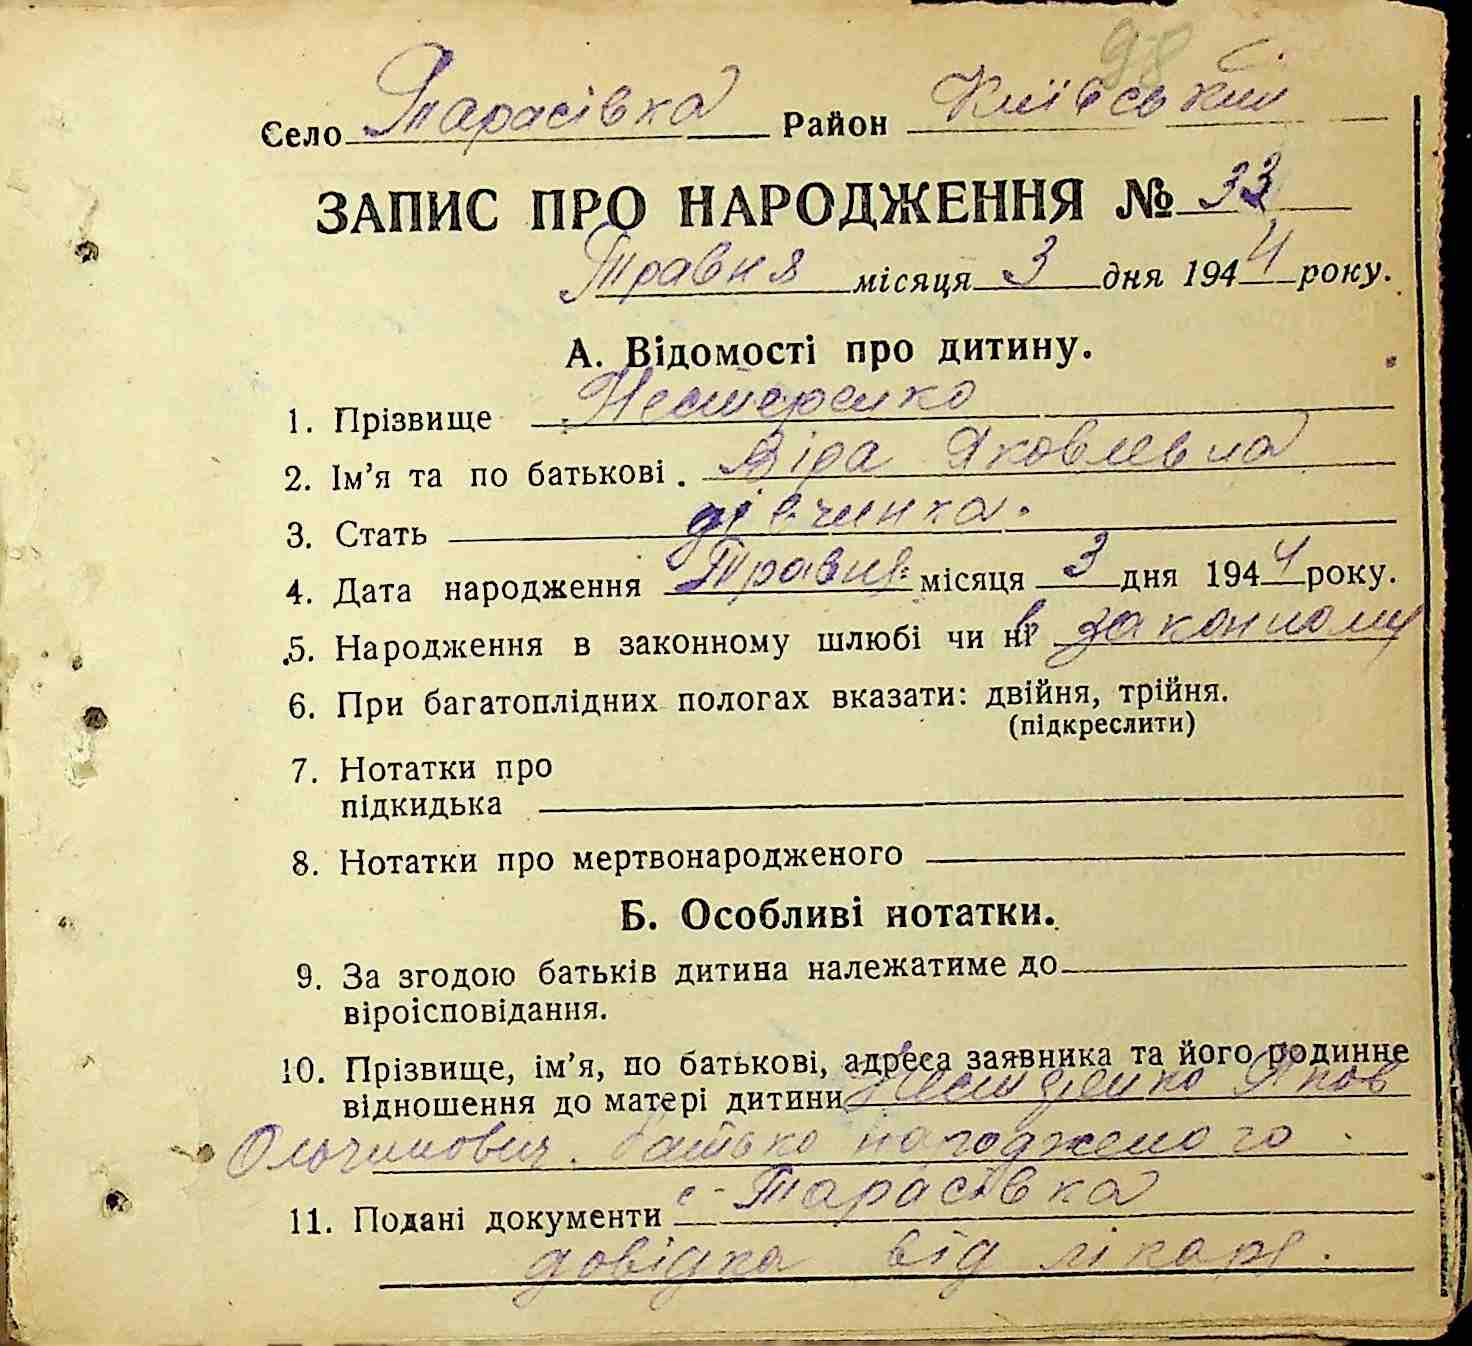 98
Село Тарасівка Район Київський
ЗАПИС ПРО НАРОДЖЕННЯ № 33
Травня місяця 3 дня 1944 року.
А. Відомості про дитину.
1. Прізвище Нестеренко
2. Ім'я та по батькові. Віра Яковлевна
3. Стать дівчинка.
4. Дата народження Травня місяця 3 дня 1944 року.
5. Народження в законному шлюбі чи ні в законному
6. При багатоплідних пологах вказати: двійня, трійня.
(підкреслити)
7. Нотатки про
підкидька
8. Нотатки про мертвонародженого
Б. Особливі нотатки.
9. За згодою батьків дитина належатиме до
віроісповідання.
10. Прізвище, ім'я, по батькові, адреса заявника та його родинне
відношення до матері дитини Нестеренко Яков
батько народженого
с. Тарасівка
11. Подані документи
довідка від лікаря.